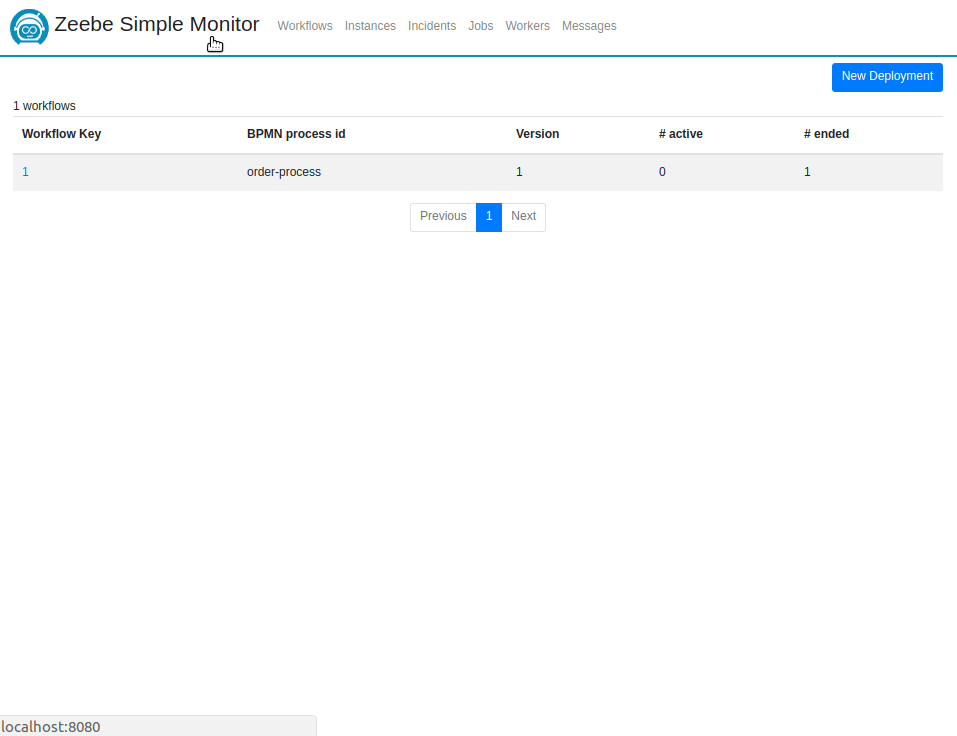 Zeebe Simple Monitor Workflows Instances Incidents Jobs Workers Messages
New Deployment
1 workflows
Workflow Key BPMN process id Version # active # ended
1 order-process 1 0 1
Previous 1 Next
localhost:8080